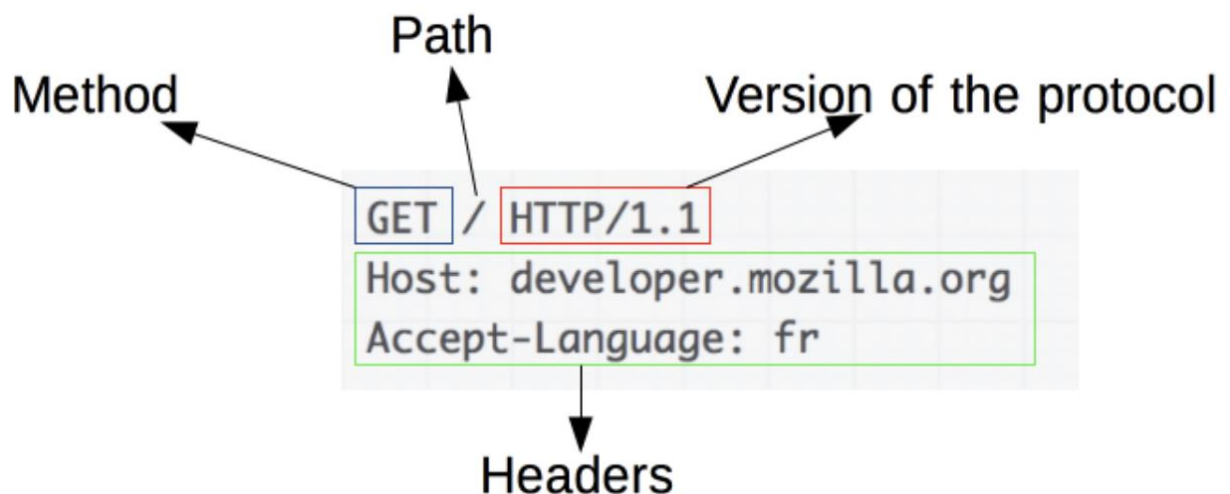 Path
Method
Version of the protocol
GET / HTTP/1.1
Host: developer.mozilla.org
Accept-Language: fr
Headers